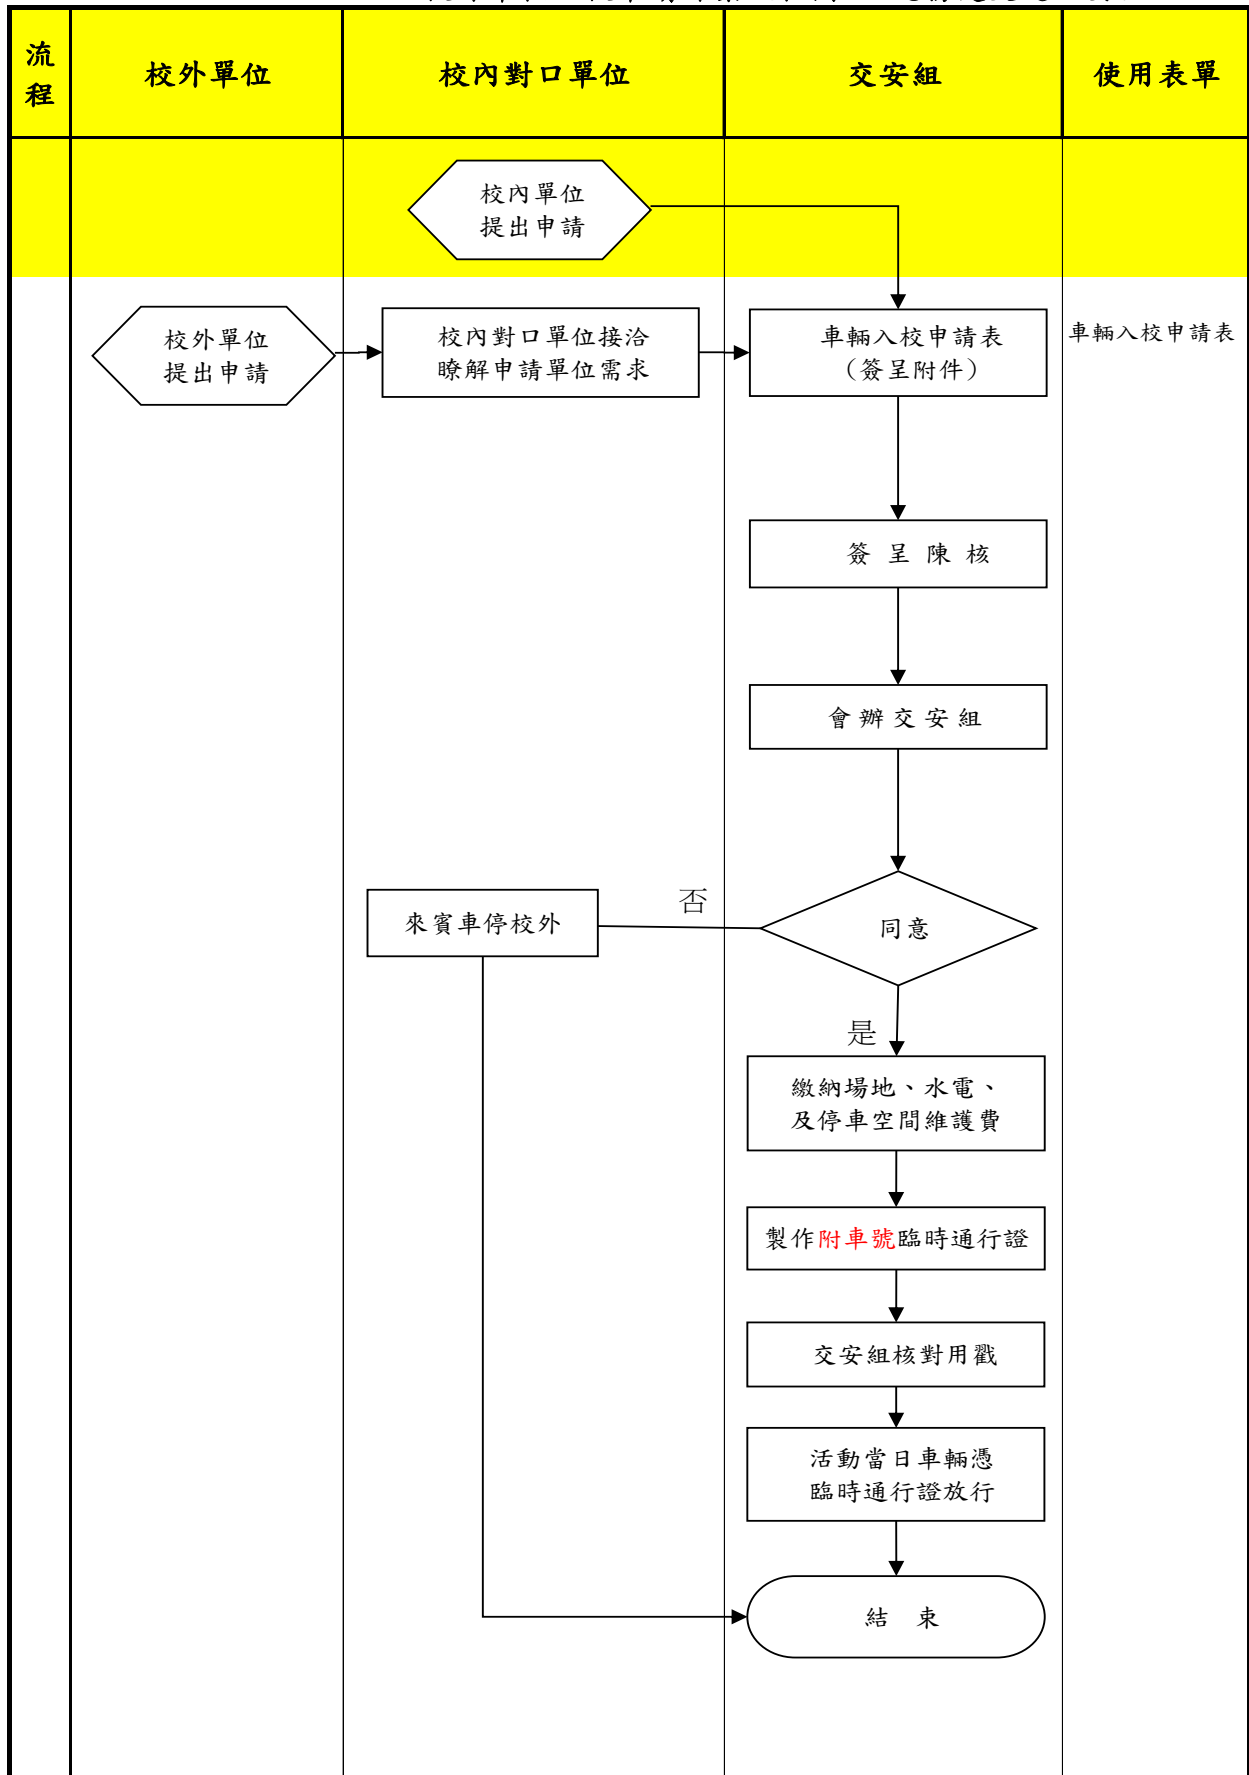 流程
校外單位
校內對口單位
交安組
使用表單
校內單位
提出申請
校外單位
提出申請
校內對口單位接洽
瞭解申請單位需求
車輛入校申請表
（簽呈附件）
車輛入校申請表
簽呈陳核
會辦交安組
同意
否
來賓車停校外
是
繳納場地、水電、
及停車空間維護費
製作附車號臨時通行證
交安組核對用戳
活動當日車輛憑
臨時通行證放行
結束